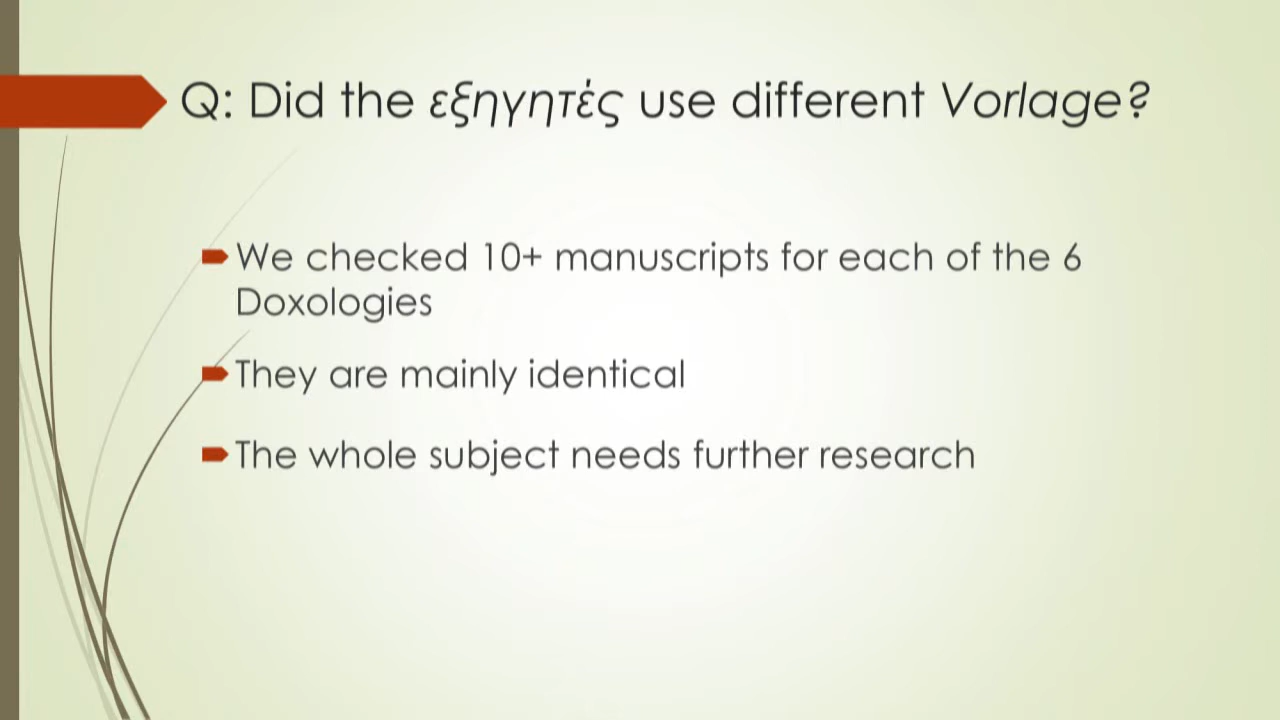 Q: Did the εξηγητές use different Vorlage?
We checked 10+ manuscripts for each of the 6
Doxologies
They are mainly identical
The whole subject needs further research